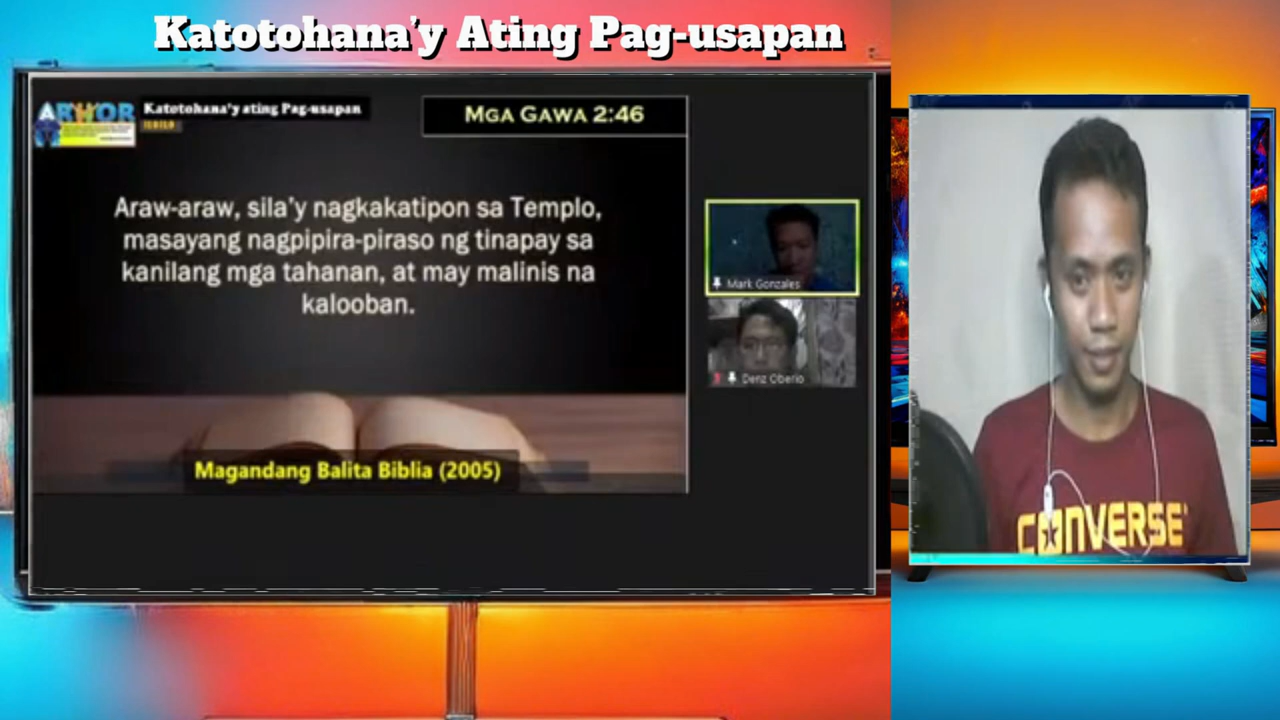 Katotohana'y Ating Pag-usapan
Katotohana'y ating Pag-usapan
MGA GAWA 2:46
Araw-araw, sila'y nagkakatipon sa Templo,
masayang nagpipira-piraso ng tinapay sa
kanilang mga tahanan, at may malinis na
kalooban.
Magandang Balita Biblia (2005)
Mark Gonzales
Denz Oberio
CONVERSE